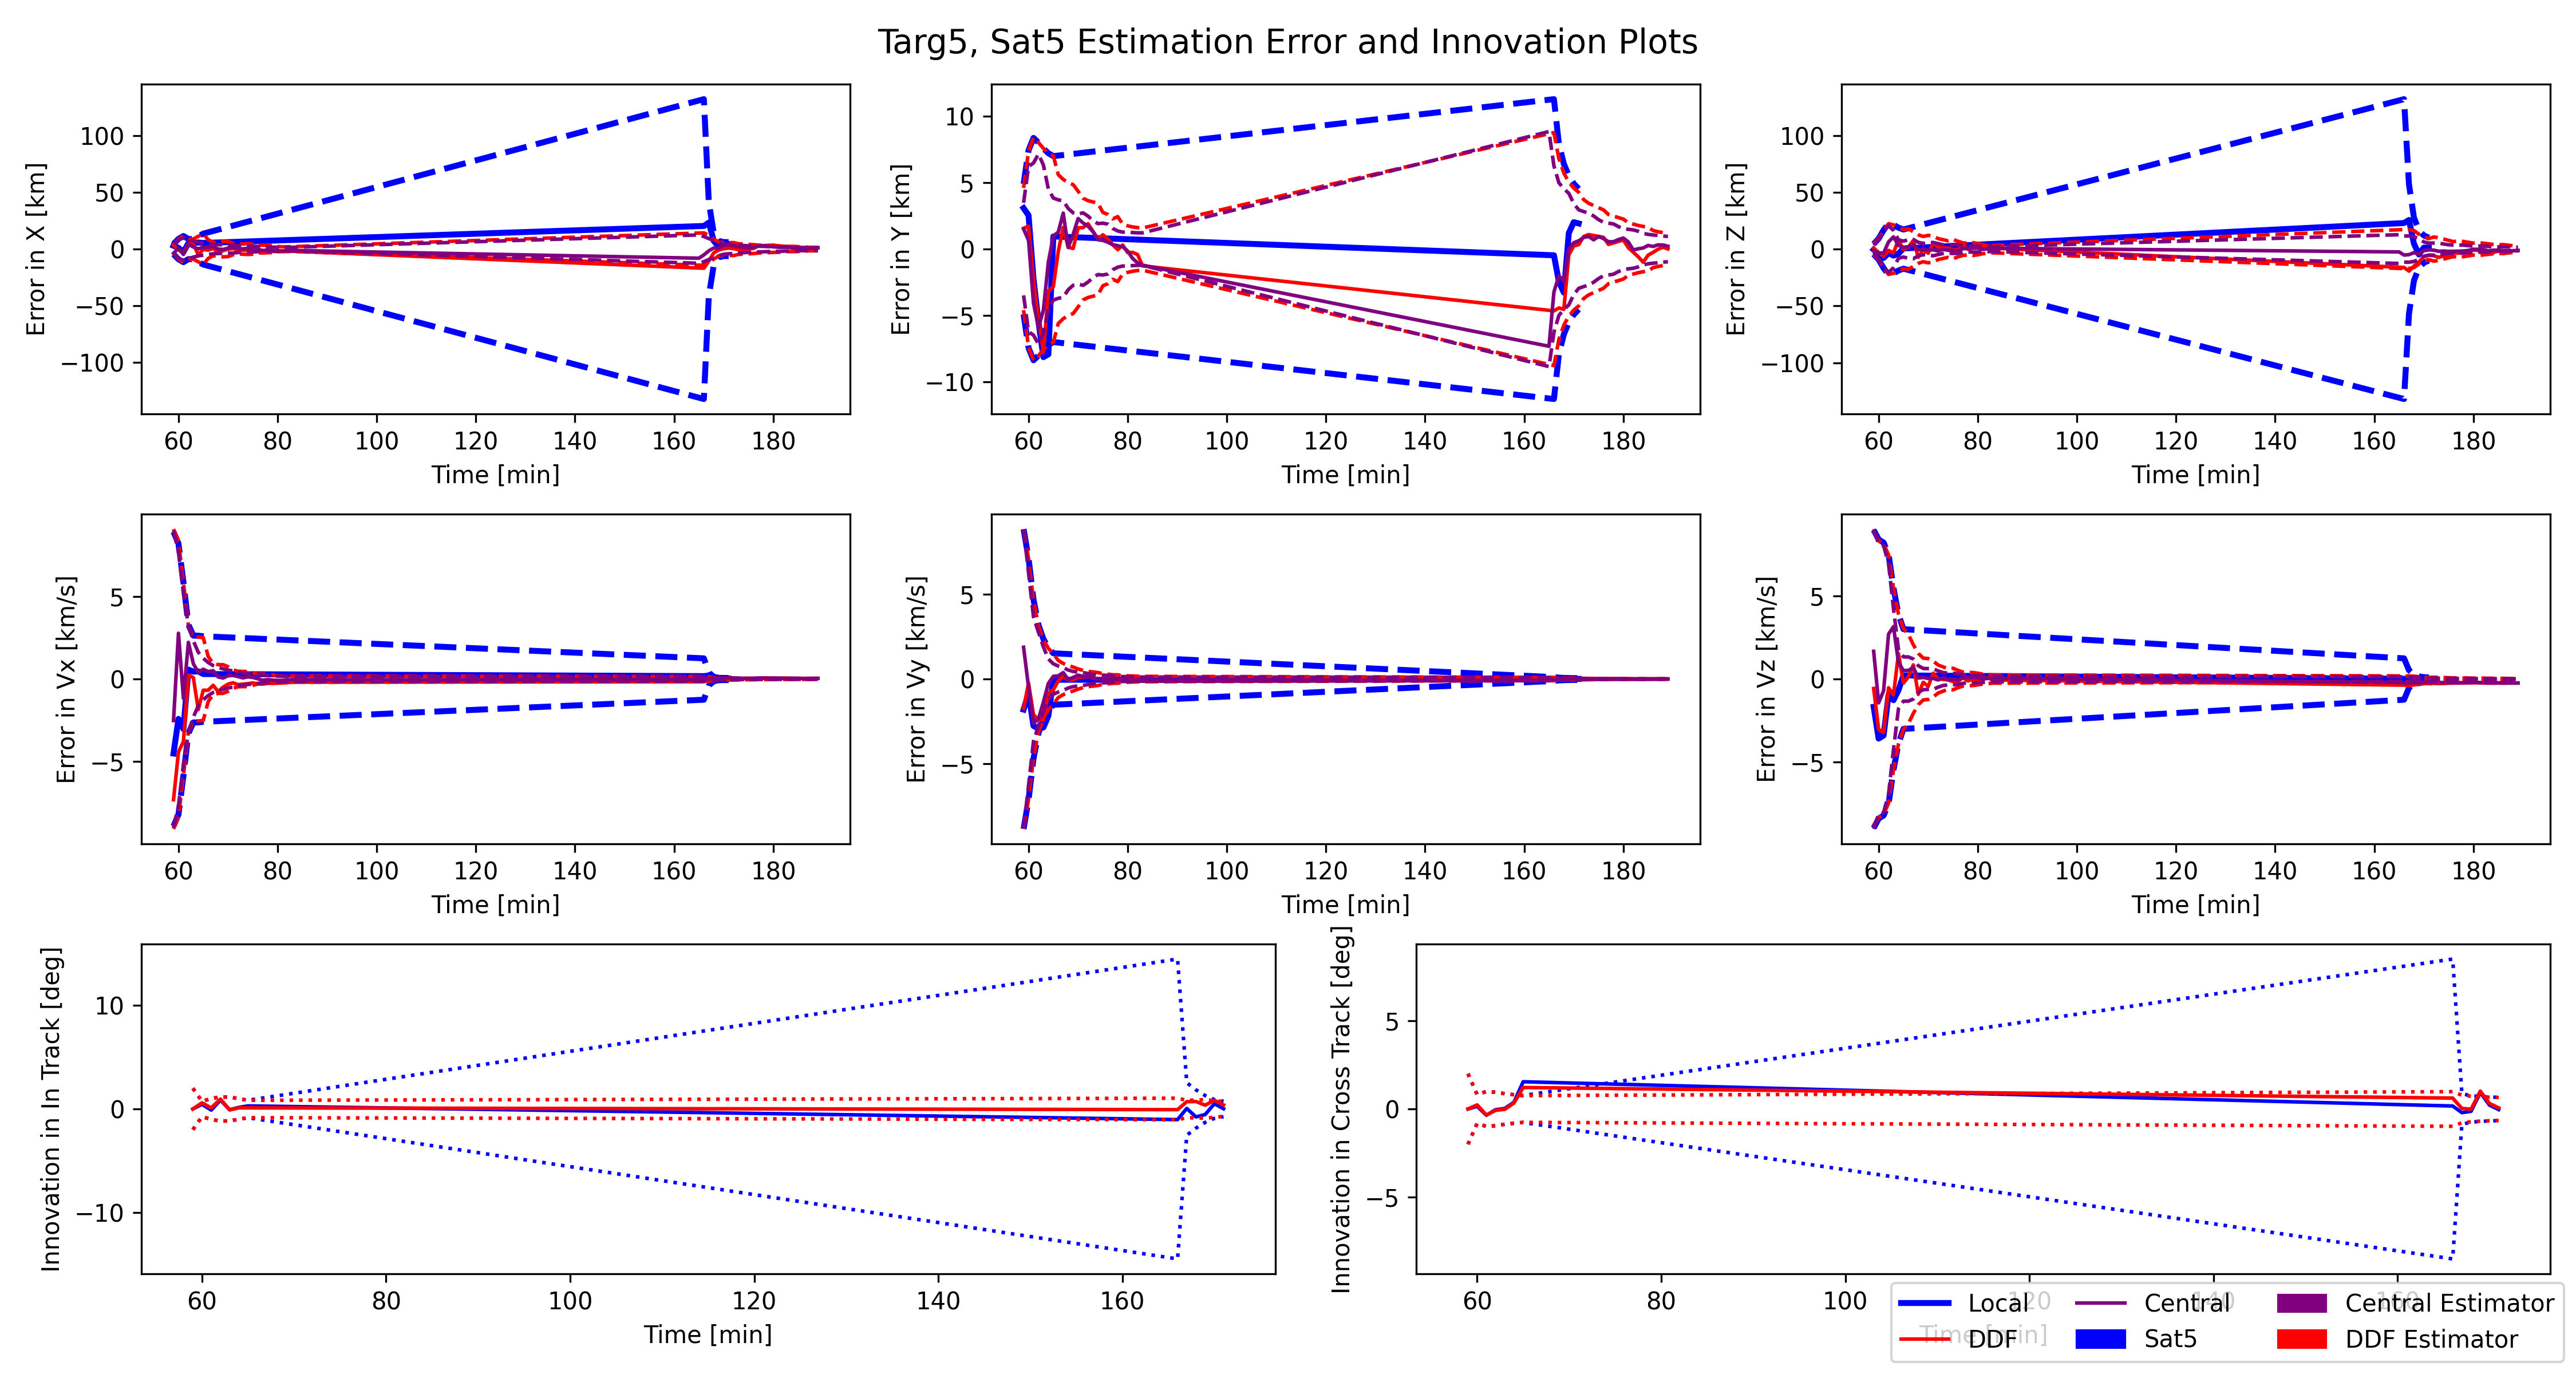 Targ5, Sat5 Estimation Error and Innovation Plots
Error in X [km]
100
50
0
−50
−100
60 80 100 120 140 160 180
Time [min]
Error in Y [km]
10
5
0
−5
−10
60 80 100 120 140 160 180
Time [min]
Error in Z [km]
100
50
0
−50
−100
60 80 100 120 140 160 180
Time [min]
Error in Vx [km/s]
5
0
−5
60 80 100 120 140 160 180
Time [min]
Error in Vy [km/s]
5
0
−5
60 80 100 120 140 160 180
Time [min]
Error in Vz [km/s]
5
0
−5
60 80 100 120 140 160 180
Time [min]
Innovation in In Track [deg]
10
0
−10
60 80 100 120 140 160
Time [min]
Innovation in Cross Track [deg]
5
0
−5
60 80 100 120 140 160
Time [min]
Local Central Central Estimator
DDF Sat5 DDF Estimator